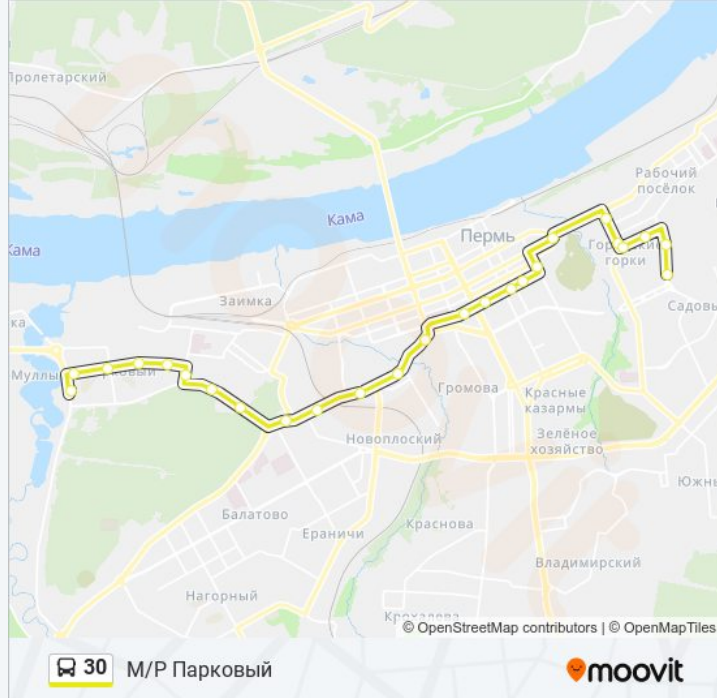 Пролетарский
Рабочий
посёлок
Кама
Пермь
Кама
горки
Заимка
Садовы
ка
Муллы
Громова
Красные
казармы
Новоплоский
Зелёное
хозяйство
Южны
Балатово
Краснова
Ераничи
Владимирский
Нагорный
Крохалева
© OpenStreetMap contributors | © OpenMapTiles
30 М/Р Парковый
moovit